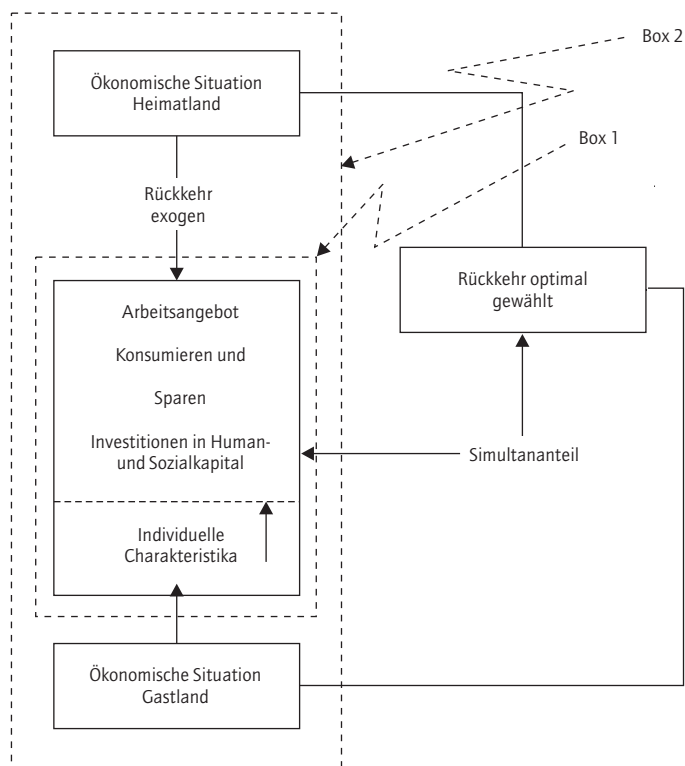 Ökonomische Situation
Heimatland
Box 2
Box 1
Rückkehr
exogen
Rückkehr optimal
gewählt
Arbeitsangebot
Konsumieren und
Sparen
Investitionen in Human-
und Sozialkapital
Simultananteil
Individuelle
Charakteristika
Ökonomische Situation
Gastland